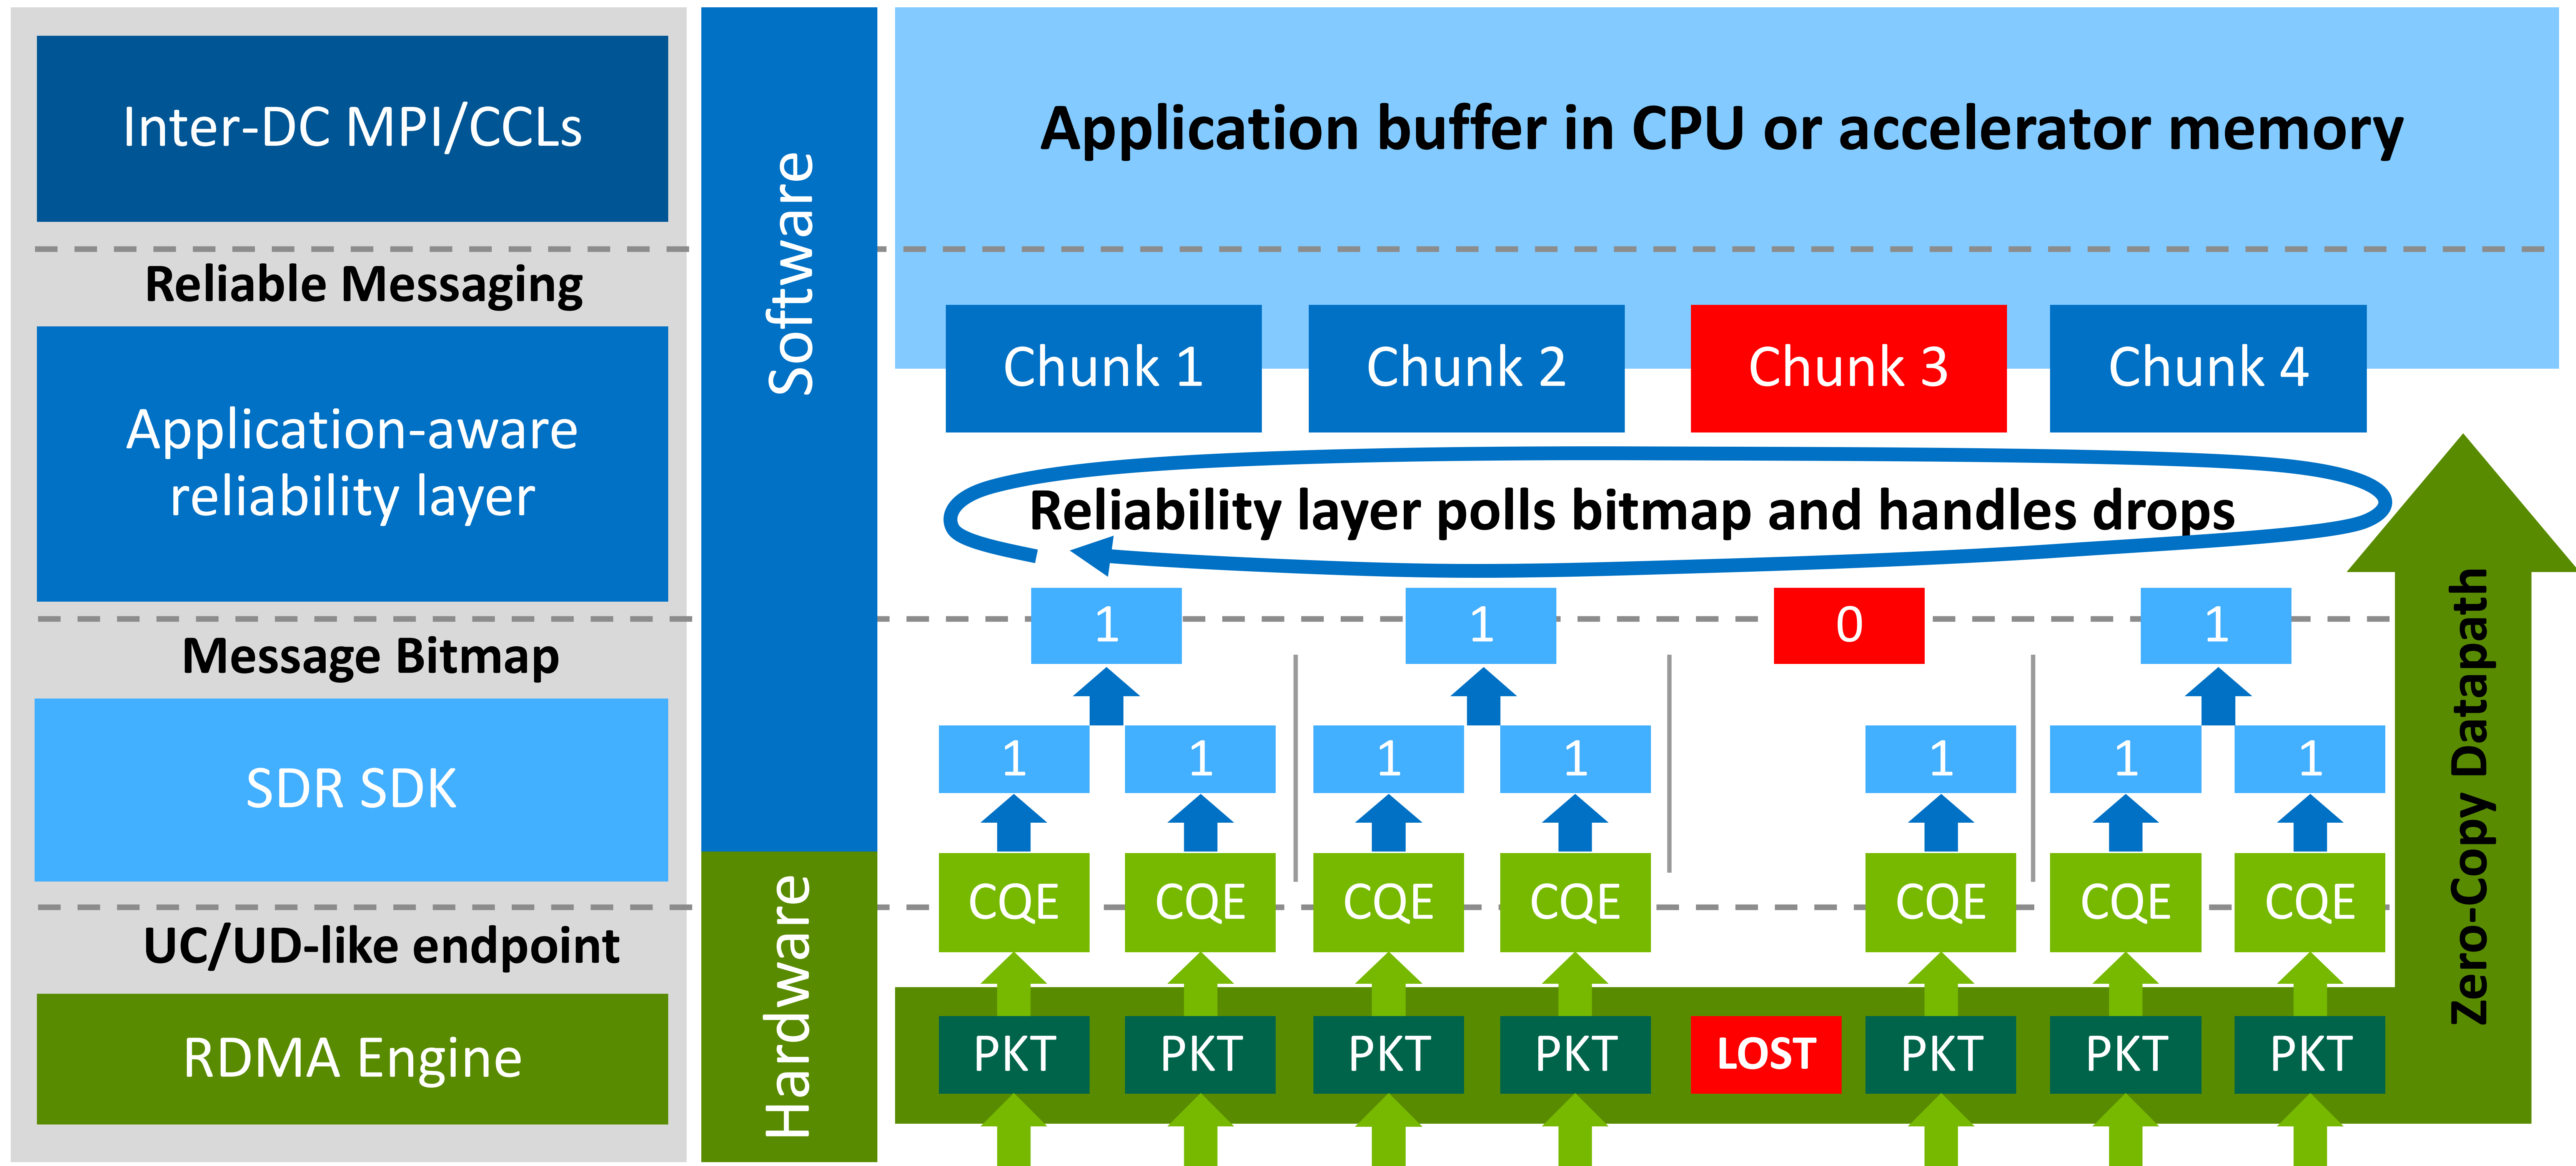 Inter-DC MPI/CCLs
Reliable Messaging
Application-aware
reliability layer
Message Bitmap
SDR SDK
UC/UD-like endpoint
RDMA Engine
Software
Hardware
Application buffer in CPU or accelerator memory
Chunk 1 Chunk 2 Chunk 3 Chunk 4
Reliability layer polls bitmap and handles drops
1 1 0 1
1 1 1 1 1 1 1
CQE CQE CQE CQE CQE CQE CQE
PKT PKT PKT PKT LOST PKT PKT PKT
Zero-Copy Datapath